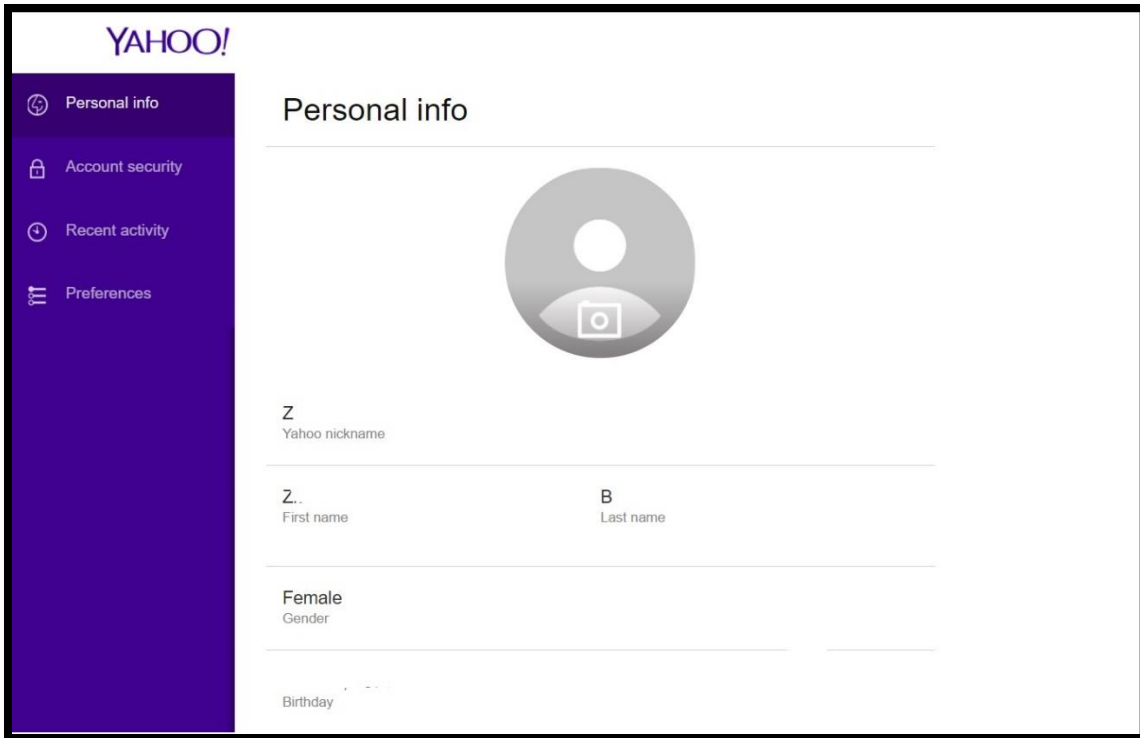 YAHOO!
Personal info
Account security
Recent activity
Preferences
Personal info
Z
Yahoo nickname
Z..
First name
B
Last name
Female
Gender
Birthday